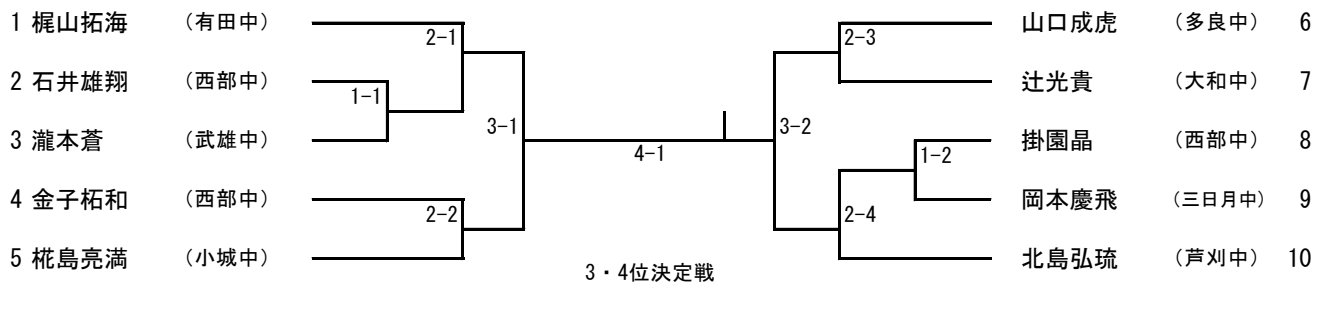 1 梶山拓海 （有田中）
2 石井雄翔 （西部中）
3 瀧本蒼 （武雄中）
4 金子柘和 （西部中）
5 椛島亮満 （小城中）
2-1
1-1
3-1
2-2
4-1
3・4位決定戦
2-3
3-2
1-2
2-4
山口成虎 （多良中） 6
辻光貴 （大和中） 7
掛園晶 （西部中） 8
岡本慶飛 （三日月中） 9
北島弘琉 （芦刈中） 10